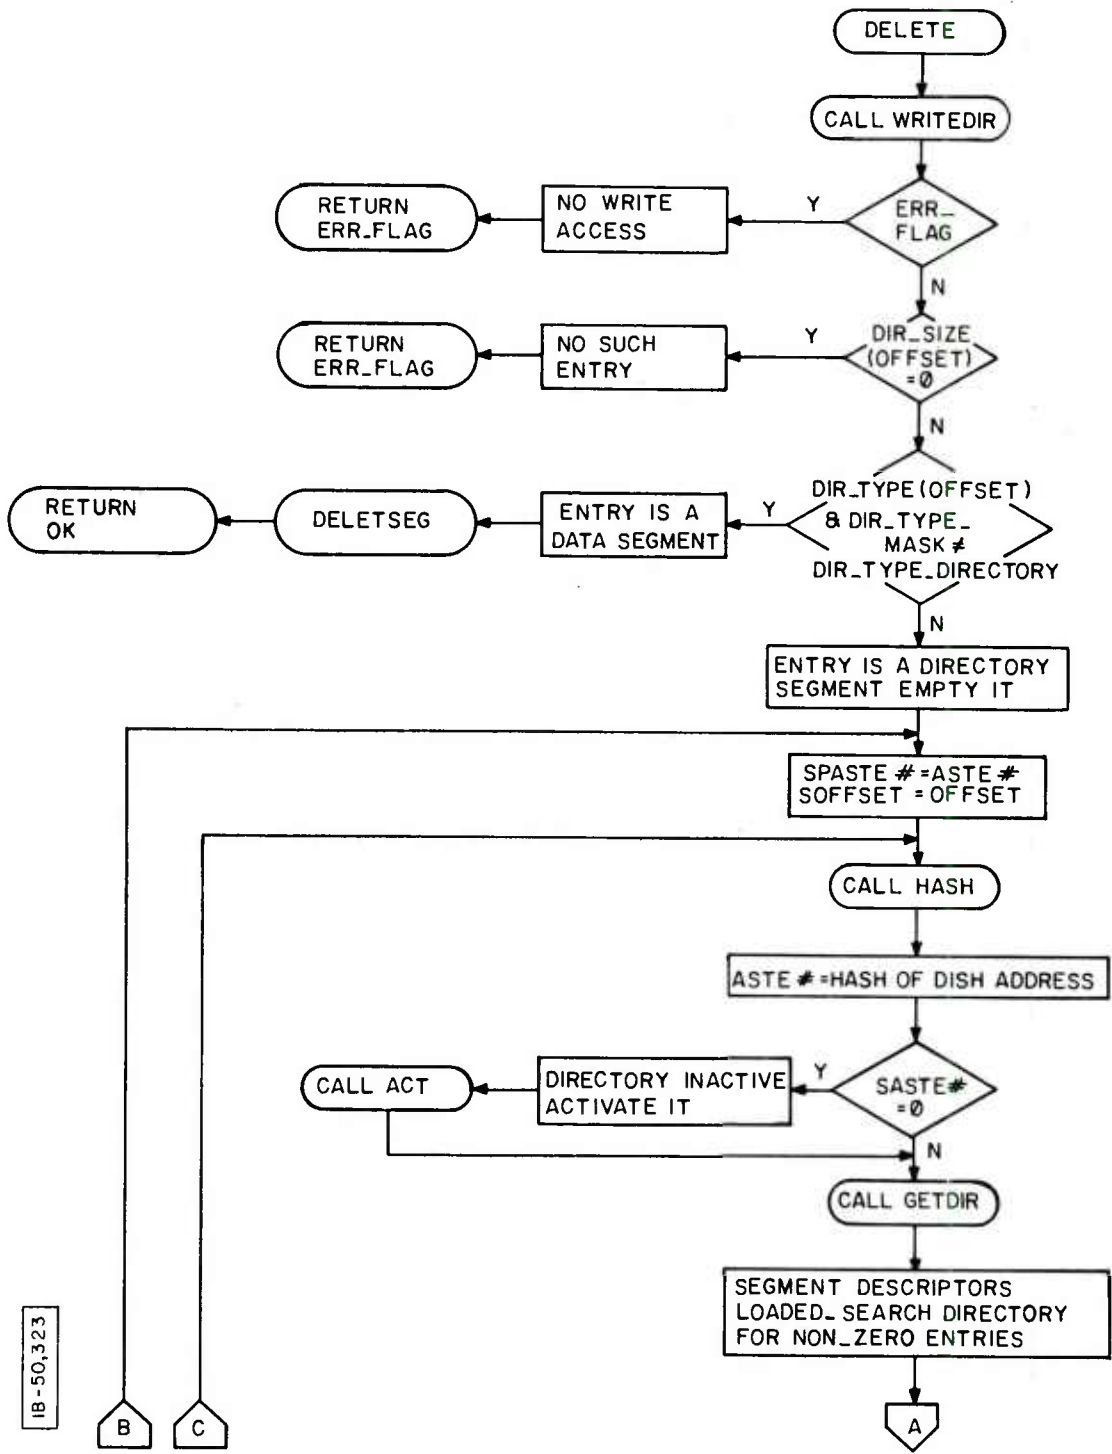 DELETE
CALL WRITEDIR
ERR_
FLAG
Y
NO WRITE
ACCESS
RETURN
ERR_FLAG
N
DIR_SIZE
(OFFSET)
=0
Y
NO SUCH
ENTRY
RETURN
ERR_FLAG
N
DIR_TYPE(OFFSET)
& DIR_TYPE_
MASK ≠
DIR_TYPE_DIRECTORY
Y
ENTRY IS A
DATA SEGMENT
DELETSEG
RETURN
OK
N
ENTRY IS A DIRECTORY
SEGMENT EMPTY IT
SPASTE #=ASTE #
SOFFSET = OFFSET
CALL HASH
ASTE #=HASH OF DISH ADDRESS
SASTE#
=0
Y
DIRECTORY INACTIVE
ACTIVATE IT
CALL ACT
N
CALL GETDIR
SEGMENT DESCRIPTORS
LOADED_ SEARCH DIRECTORY
FOR NON_ZERO ENTRIES
A
B
C
IB-50,323